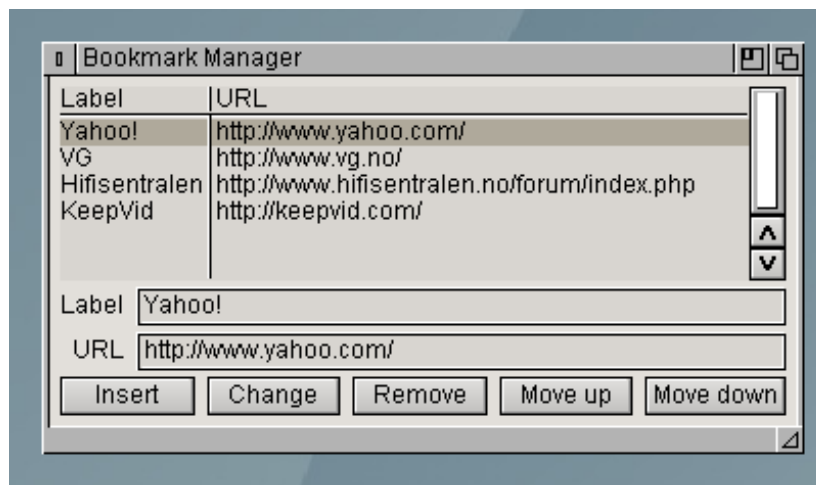 Bookmark Manager
Label URL
Yahoo! http://www.yahoo.com/
VG http://www.vg.no/
Hifisentralen http://www.hifisentralen.no/forum/index.php
KeepVid http://keepvid.com/
Label Yahoo!
URL http://www.yahoo.com/
Insert Change Remove Move up Move down